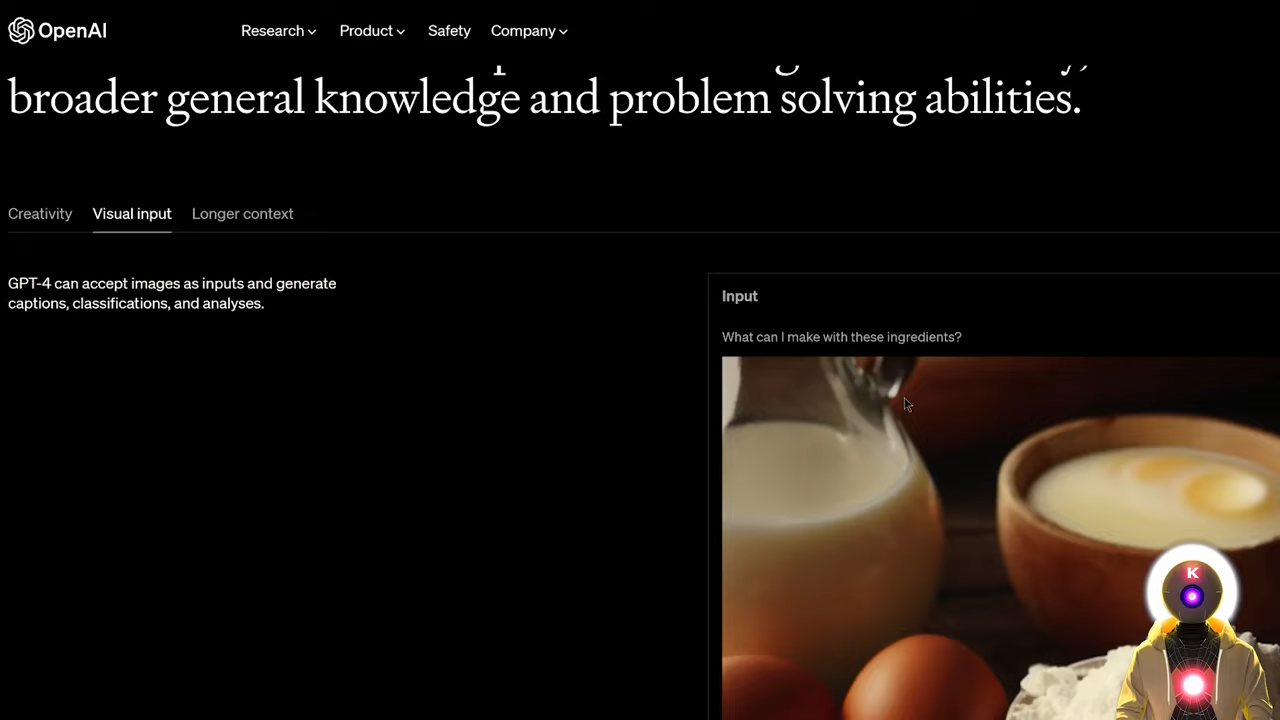 OpenAI
Research
Product
Safety
Company
broader general knowledge and problem solving abilities.
Creativity
Visual input
Longer context
GPT-4 can accept images as inputs and generate
captions, classifications, and analyses.
Input
What can I make with these ingredients?
K